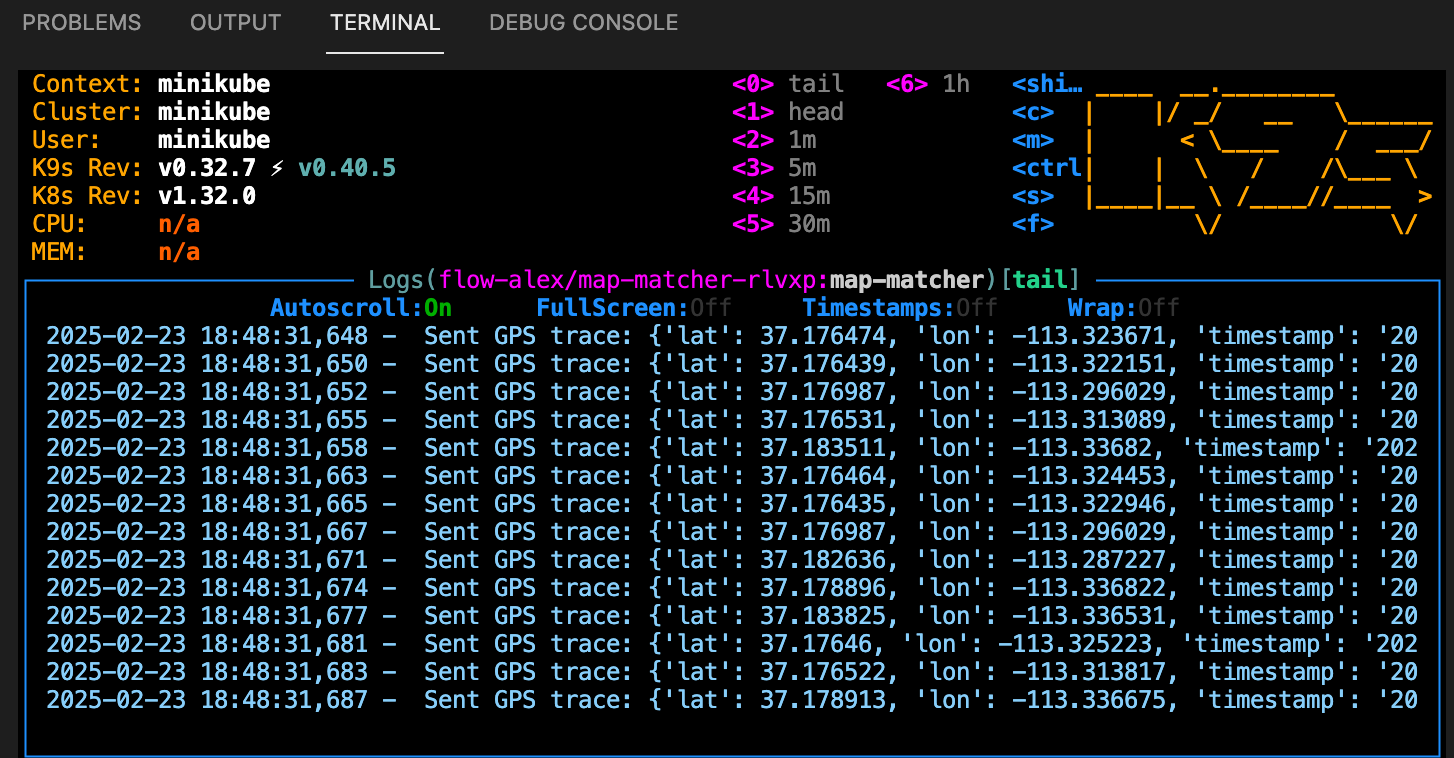 PROBLEMS OUTPUT TERMINAL DEBUG CONSOLE
Context: minikube <0> tail <6> 1h <shi…
Cluster: minikube <1> head <c>
User: minikube <2> 1m <m>
K9s Rev: v0.32.7 ⚡ v0.40.5 <3> 5m <ctrl
K8s Rev: v1.32.0 <4> 15m <s>
CPU: n/a <5> 30m <f>
MEM: n/a
Logs(flow-alex/map-matcher-rlvxp:map-matcher)[tail]
Autoscroll:On FullScreen:Off Timestamps:Off Wrap:Off
2025-02-23 18:48:31,648 - Sent GPS trace: {'lat': 37.176474, 'lon': -113.323671, 'timestamp': '20
2025-02-23 18:48:31,650 - Sent GPS trace: {'lat': 37.176439, 'lon': -113.322151, 'timestamp': '20
2025-02-23 18:48:31,652 - Sent GPS trace: {'lat': 37.176987, 'lon': -113.296029, 'timestamp': '20
2025-02-23 18:48:31,655 - Sent GPS trace: {'lat': 37.176531, 'lon': -113.313089, 'timestamp': '20
2025-02-23 18:48:31,658 - Sent GPS trace: {'lat': 37.183511, 'lon': -113.33682, 'timestamp': '202
2025-02-23 18:48:31,663 - Sent GPS trace: {'lat': 37.176464, 'lon': -113.324453, 'timestamp': '20
2025-02-23 18:48:31,665 - Sent GPS trace: {'lat': 37.176435, 'lon': -113.322946, 'timestamp': '20
2025-02-23 18:48:31,667 - Sent GPS trace: {'lat': 37.176987, 'lon': -113.296029, 'timestamp': '20
2025-02-23 18:48:31,671 - Sent GPS trace: {'lat': 37.182636, 'lon': -113.287227, 'timestamp': '20
2025-02-23 18:48:31,674 - Sent GPS trace: {'lat': 37.178896, 'lon': -113.336822, 'timestamp': '20
2025-02-23 18:48:31,677 - Sent GPS trace: {'lat': 37.183825, 'lon': -113.336531, 'timestamp': '20
2025-02-23 18:48:31,681 - Sent GPS trace: {'lat': 37.17646, 'lon': -113.325223, 'timestamp': '202
2025-02-23 18:48:31,683 - Sent GPS trace: {'lat': 37.176522, 'lon': -113.313817, 'timestamp': '20
2025-02-23 18:48:31,687 - Sent GPS trace: {'lat': 37.178913, 'lon': -113.336675, 'timestamp': '20